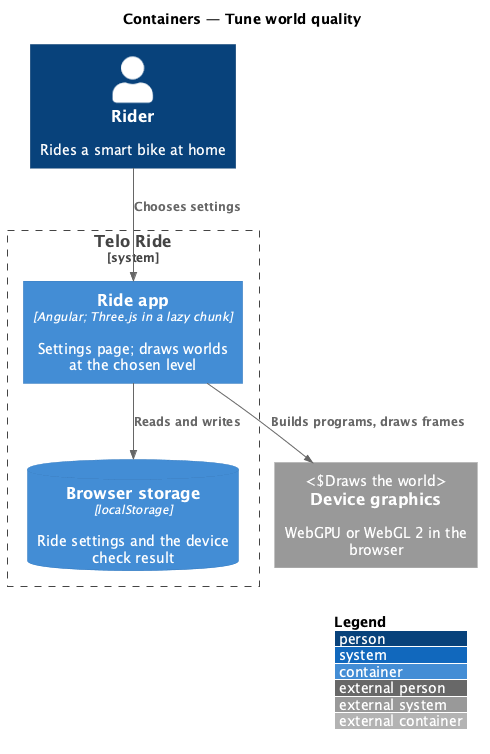 Containers — Tune world quality
Rider
Rides a smart bike at home
Chooses settings
Telo Ride
[system]
Ride app
[Angular; Three.js in a lazy chunk]
Settings page; draws worlds
at the chosen level
Reads and writes
Builds programs, draws frames
Browser storage
[localStorage]
Ride settings and the device
check result
<$Draws the world>
Device graphics
WebGPU or WebGL 2 in the
browser
Legend
person
system
container
external person
external system
external container